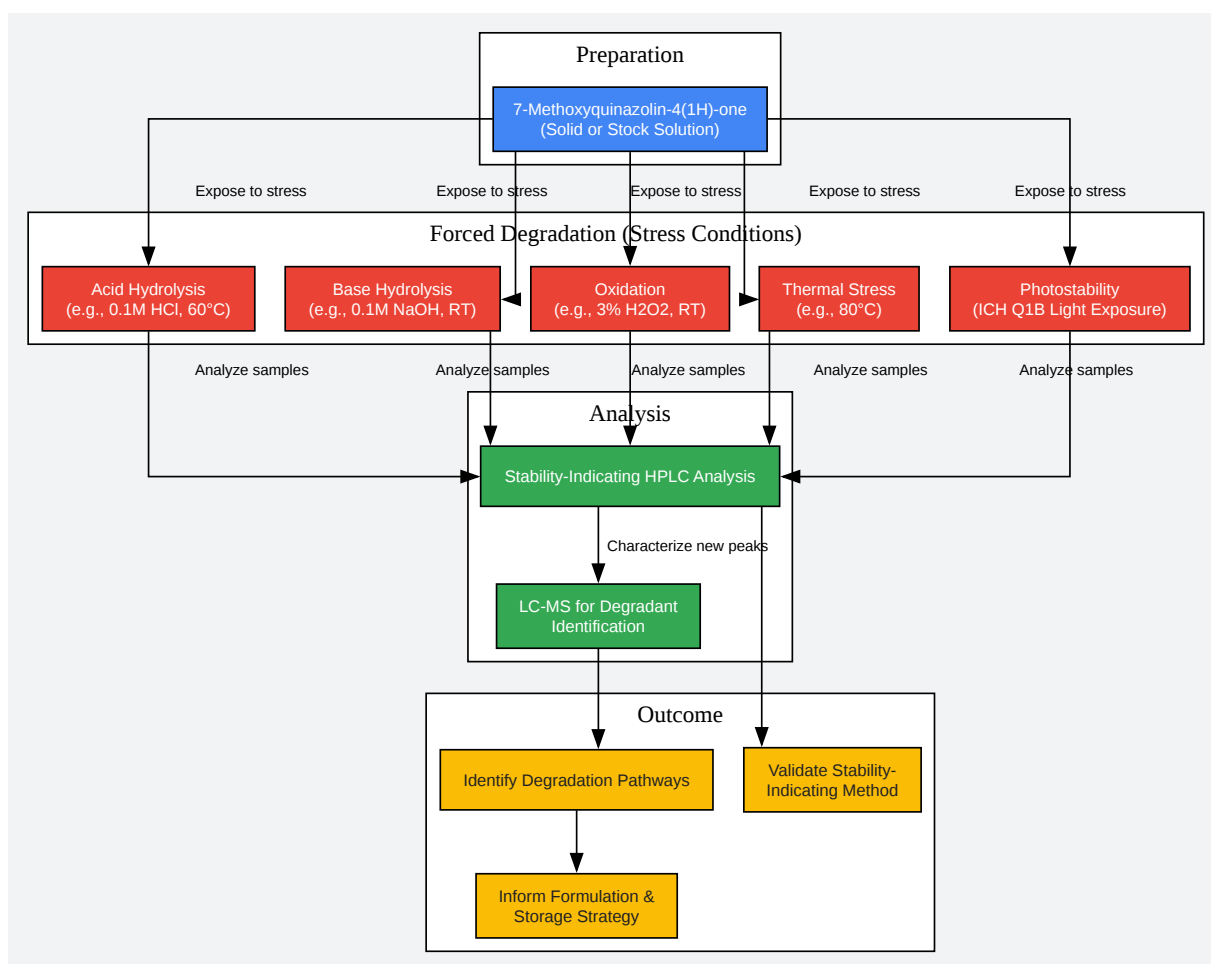 Preparation
7-Methoxyquinazolin-4(1H)-one
(Solid or Stock Solution)
Expose to stress
Expose to stress
Expose to stress
Expose to stress
Expose to stress
Forced Degradation (Stress Conditions)
Acid Hydrolysis
(e.g., 0.1M HCl, 60°C)
Base Hydrolysis
(e.g., 0.1M NaOH, RT)
Oxidation
(e.g., 3% H2O2, RT)
Thermal Stress
(e.g., 80°C)
Photostability
(ICH Q1B Light Exposure)
Analyze samples
Analyze samples
Analyze samples
Analyze samples
Analyze samples
Analysis
Stability-Indicating HPLC Analysis
Characterize new peaks
LC-MS for Degradant
Identification
Outcome
Identify Degradation Pathways
Validate Stability-
Indicating Method
Inform Formulation &
Storage Strategy